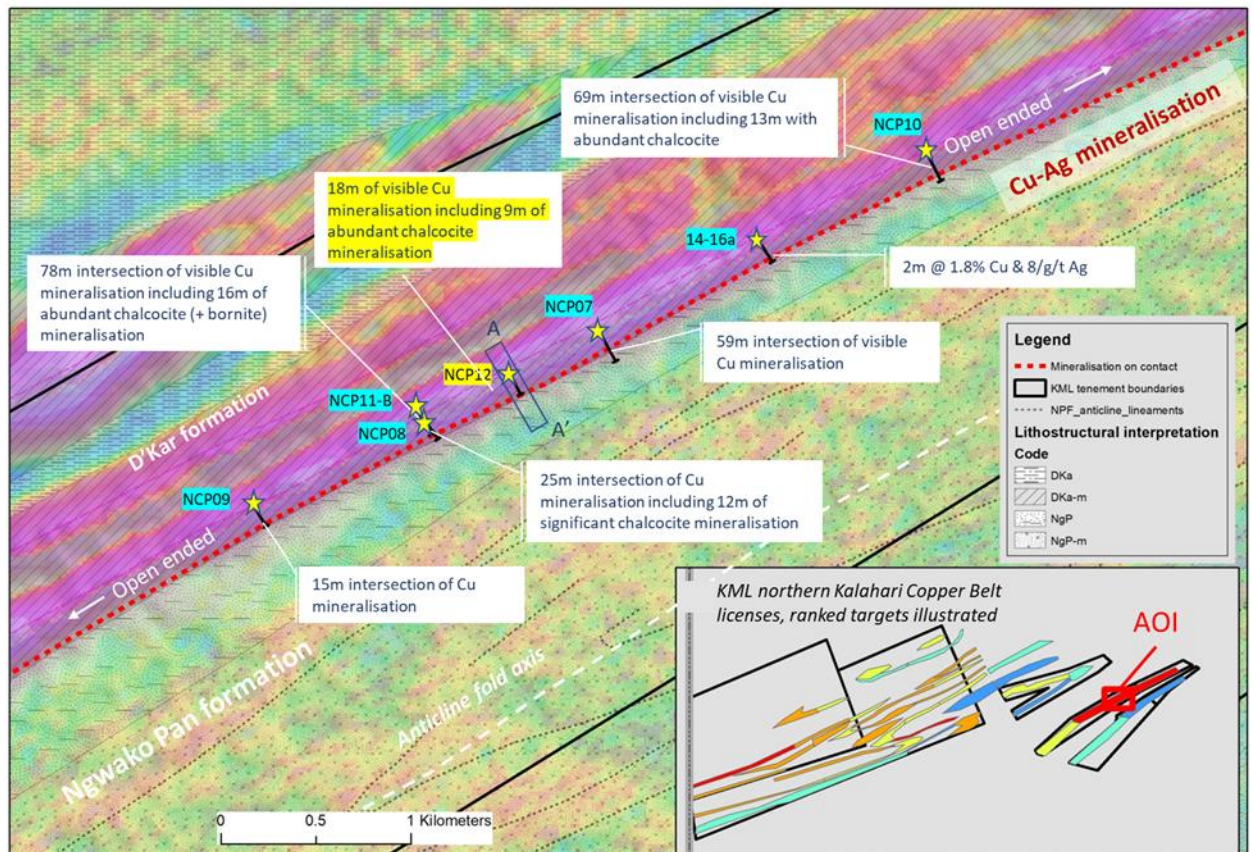 69m intersection of visible Cu
mineralisation including 13m with
abundant chalcocite
NCP10
Open ended
Cu-Ag mineralisation
18m of visible Cu
mineralisation including 9m of
abundant chalcocite
mineralisation
14-16a
2m @ 1.8% Cu & 8/g/t Ag
78m intersection of visible Cu
mineralisation including 16m of
abundant chalcocite (+ bornite)
mineralisation
NCP07
59m intersection of visible
Cu mineralisation
A
NCP12
A'
NCP11-B
NCP08
D'Kar formation
25m intersection of Cu
mineralisation including 12m of
significant chalcocite mineralisation
NCP09
Open ended
15m intersection of Cu
mineralisation
Ngwako Pan formation
Anticline fold axis
0 0.5 1 Kilometers
Legend
Mineralisation on contact
KML tenement boundaries
NPF_anticline_lineaments
Lithostructural interpretation
Code
DKa
DKa-m
NgP
NgP-m
KML northern Kalahari Copper Belt
licenses, ranked targets illustrated
AOI